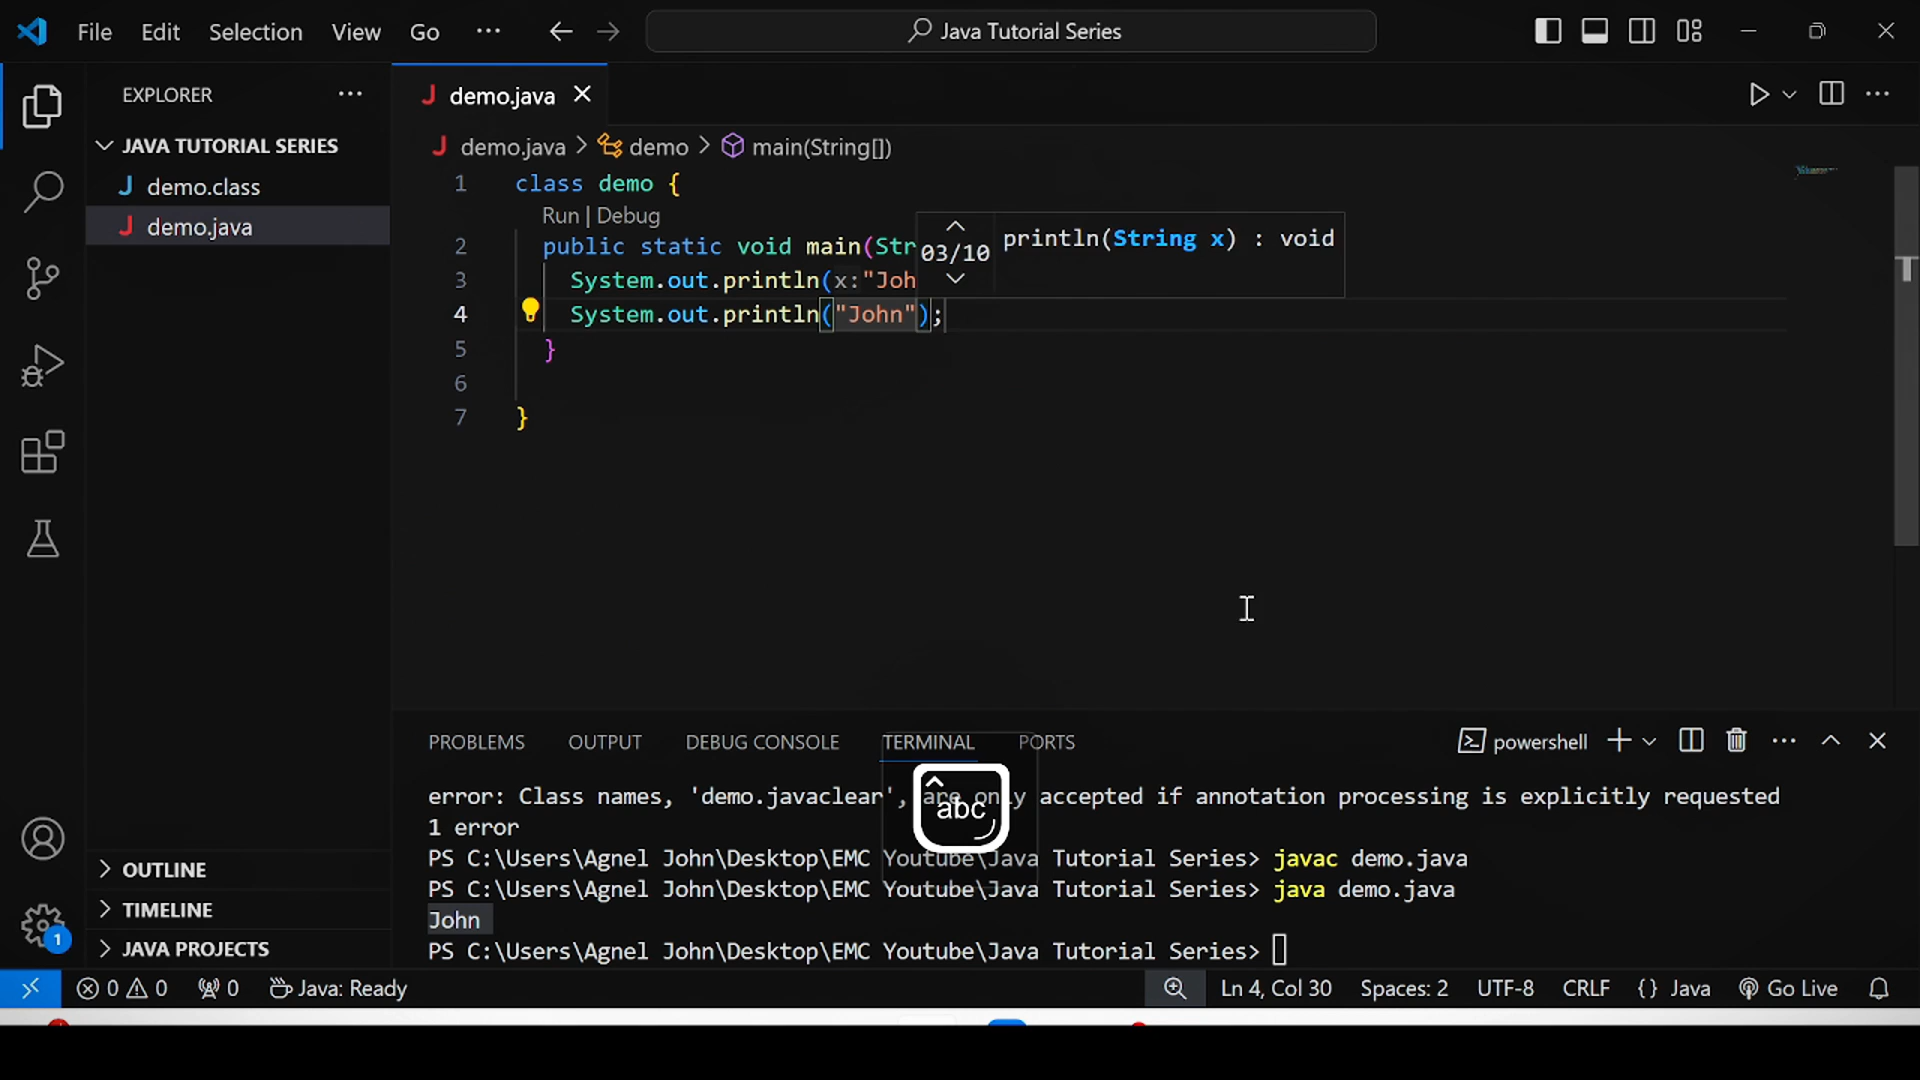 File Edit Selection View Go ··· Java Tutorial Series
EXPLORER ···
JAVA TUTORIAL SERIES
demo.class
demo.java
demo.java
demo.java > demo > main(String[])
1 class demo {
Run | Debug
2 public static void main(Str
3 System.out.println(x:"Joh
4 System.out.println("John");
5 }
6
7 }
03/10 println(String x) : void
PROBLEMS OUTPUT DEBUG CONSOLE TERMINAL PORTS powershell
error: Class names, 'demo.javaclear', are only accepted if annotation processing is explicitly requested
1 error
PS C:\Users\Agnel John\Desktop\EMC Youtube\Java Tutorial Series> javac demo.java
PS C:\Users\Agnel John\Desktop\EMC Youtube\Java Tutorial Series> java demo.java
John
PS C:\Users\Agnel John\Desktop\EMC Youtube\Java Tutorial Series>
abc
OUTLINE
TIMELINE
JAVA PROJECTS
1
0 0 0 Java: Ready Ln 4, Col 30 Spaces: 2 UTF-8 CRLF {} Java Go Live